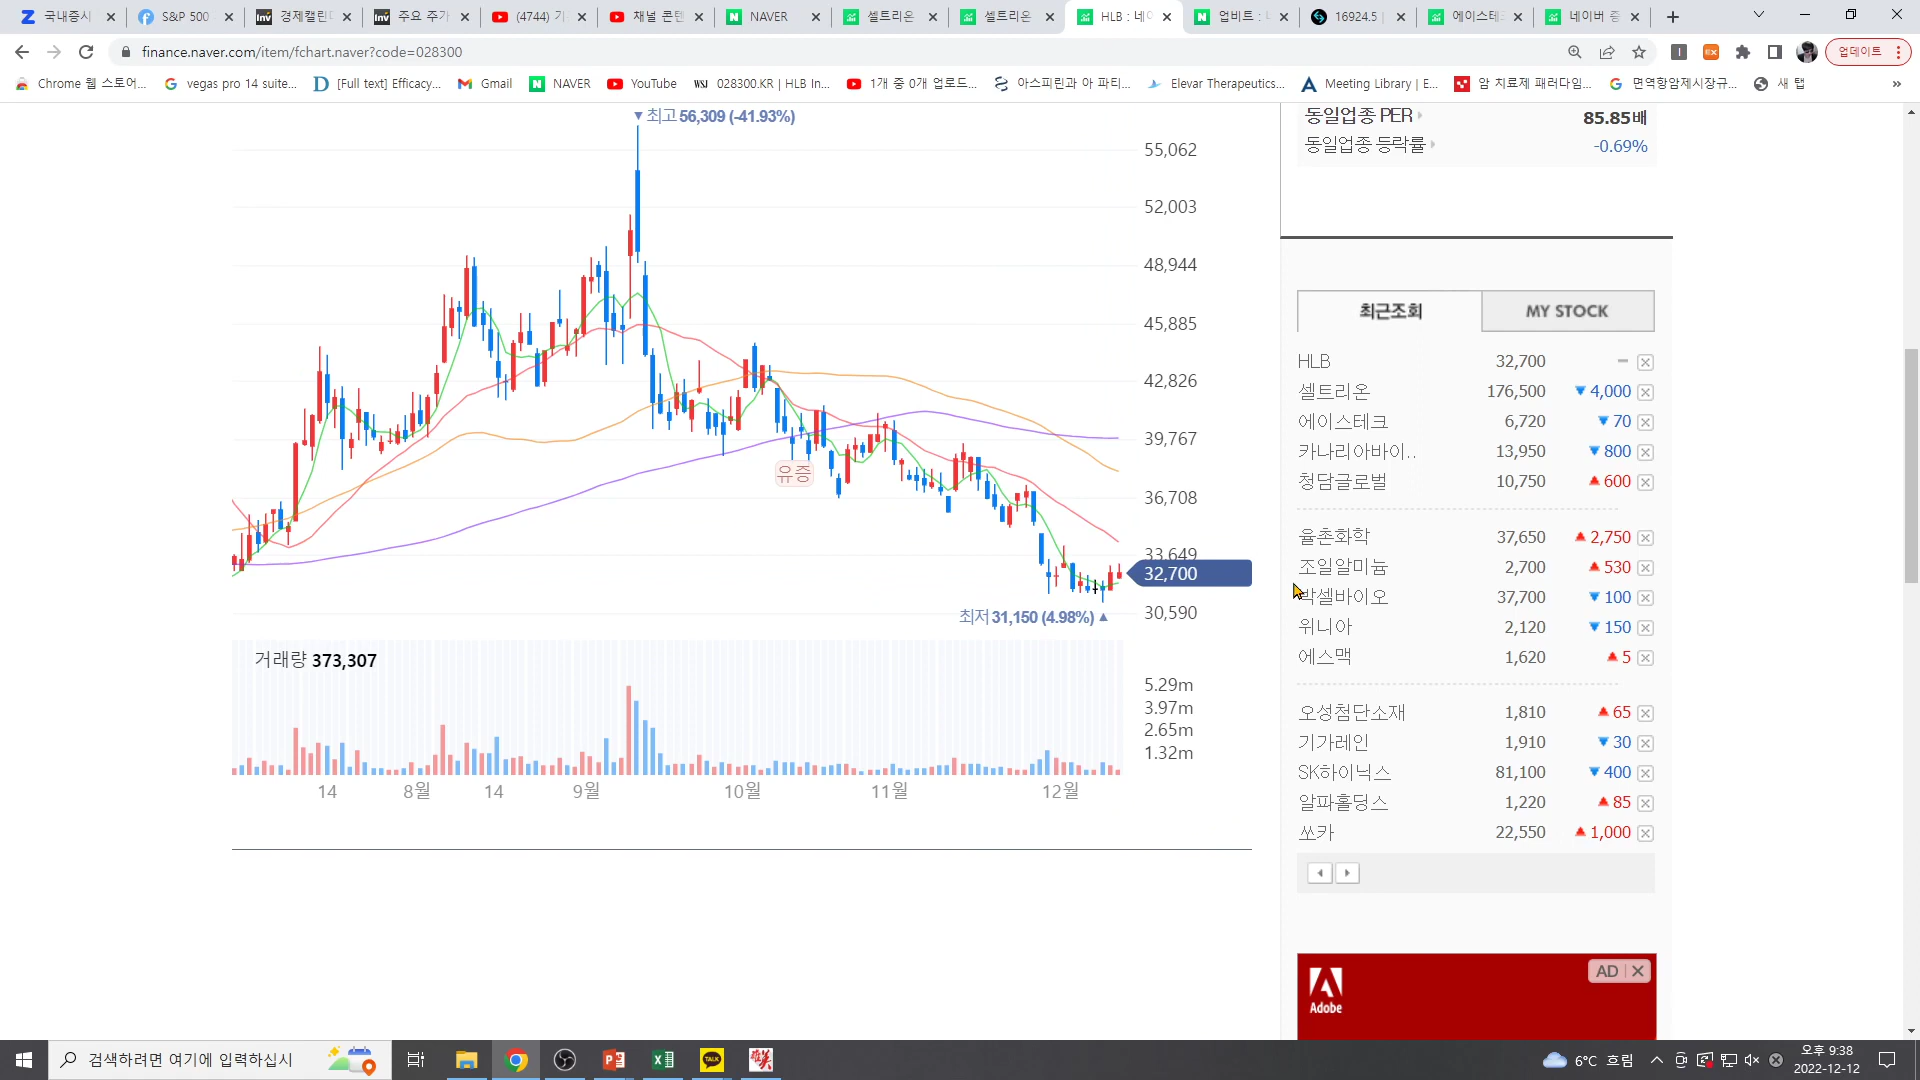 국내증시
S&P 500
경제캘린더
주요 주가
(4744) 기
채널 콘텐
NAVER
셀트리온
셀트리온
HLB : 네이
업비트 :
16924.5
에이스테크
네이버 증
finance.naver.com/item/fchart.naver?code=028300
업데이트
Chrome 웹 스토어...
vegas pro 14 suite...
[Full text] Efficacy...
Gmail
NAVER
YouTube
WSJ 028300.KR | HLB In...
1개 중 0개 업로드...
아스피린과 아 파티...
Elevar Therapeutics...
Meeting Library | E...
암 치료제 패러다임...
면역항암제시장규...
새 탭
최고 56,309 (-41.93%)
55,062
52,003
48,944
45,885
42,826
39,767
36,708
33,649
32,700
30,590
유증
최저 31,150 (4.98%)
거래량 373,307
5.29m
3.97m
2.65m
1.32m
14
8월
14
9월
10월
11월
12월
동일업종 PER 85.85배
동일업종 등락률 -0.69%
최근조회 MY STOCK
HLB 32,700
셀트리온 176,500 ▼ 4,000
에이스테크 6,720 ▼ 70
카나리아바이.. 13,950 ▼ 800
청담글로벌 10,750 ▲ 600
율촌화학 37,650 ▲ 2,750
조일알미늄 2,700 ▲ 530
박셀바이오 37,700 ▼ 100
위니아 2,120 ▼ 150
에스맥 1,620 ▲ 5
오성첨단소재 1,810 ▲ 65
기가레인 1,910 ▼ 30
SK하이닉스 81,100 ▼ 400
알파홀딩스 1,220 ▲ 85
쏘카 22,550 ▲ 1,000
AD
Adobe
검색하려면 여기에 입력하십시
TALK
6°C 흐림
오후 9:38
2022-12-12